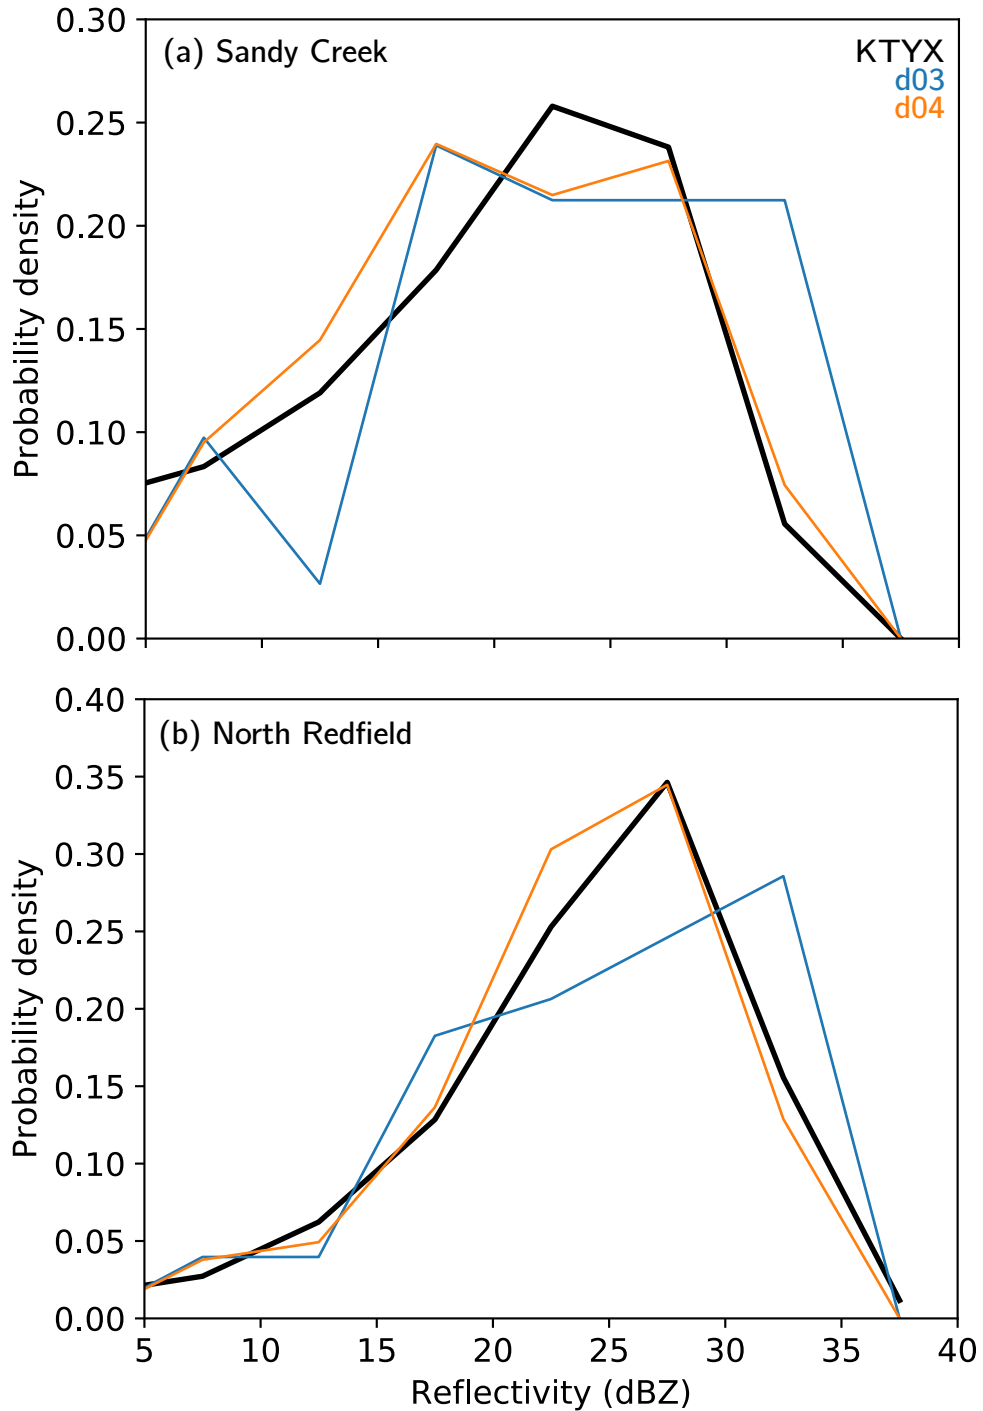 0.30
(a) Sandy Creek
KTYX
d03
d04
0.25
0.20
0.15
0.10
0.05
0.00
Probability density
0.40
(b) North Redfield
0.35
0.30
0.25
0.20
0.15
0.10
0.05
0.00
Probability density
5 10 15 20 25 30 35 40
Reflectivity (dBZ)